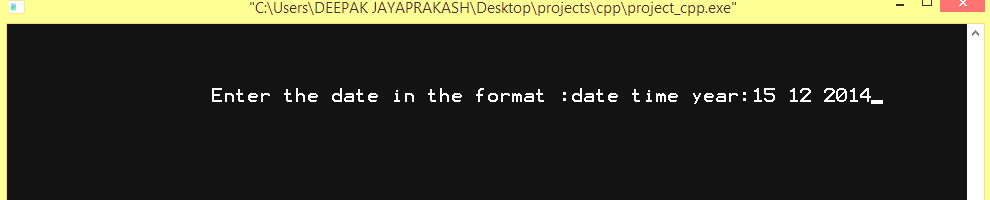 "C:\Users\DEEPAK JAYAPRAKASH\Desktop\projects\cpp\project_cpp.exe"
Enter the date in the format :date time year:15 12 2014_